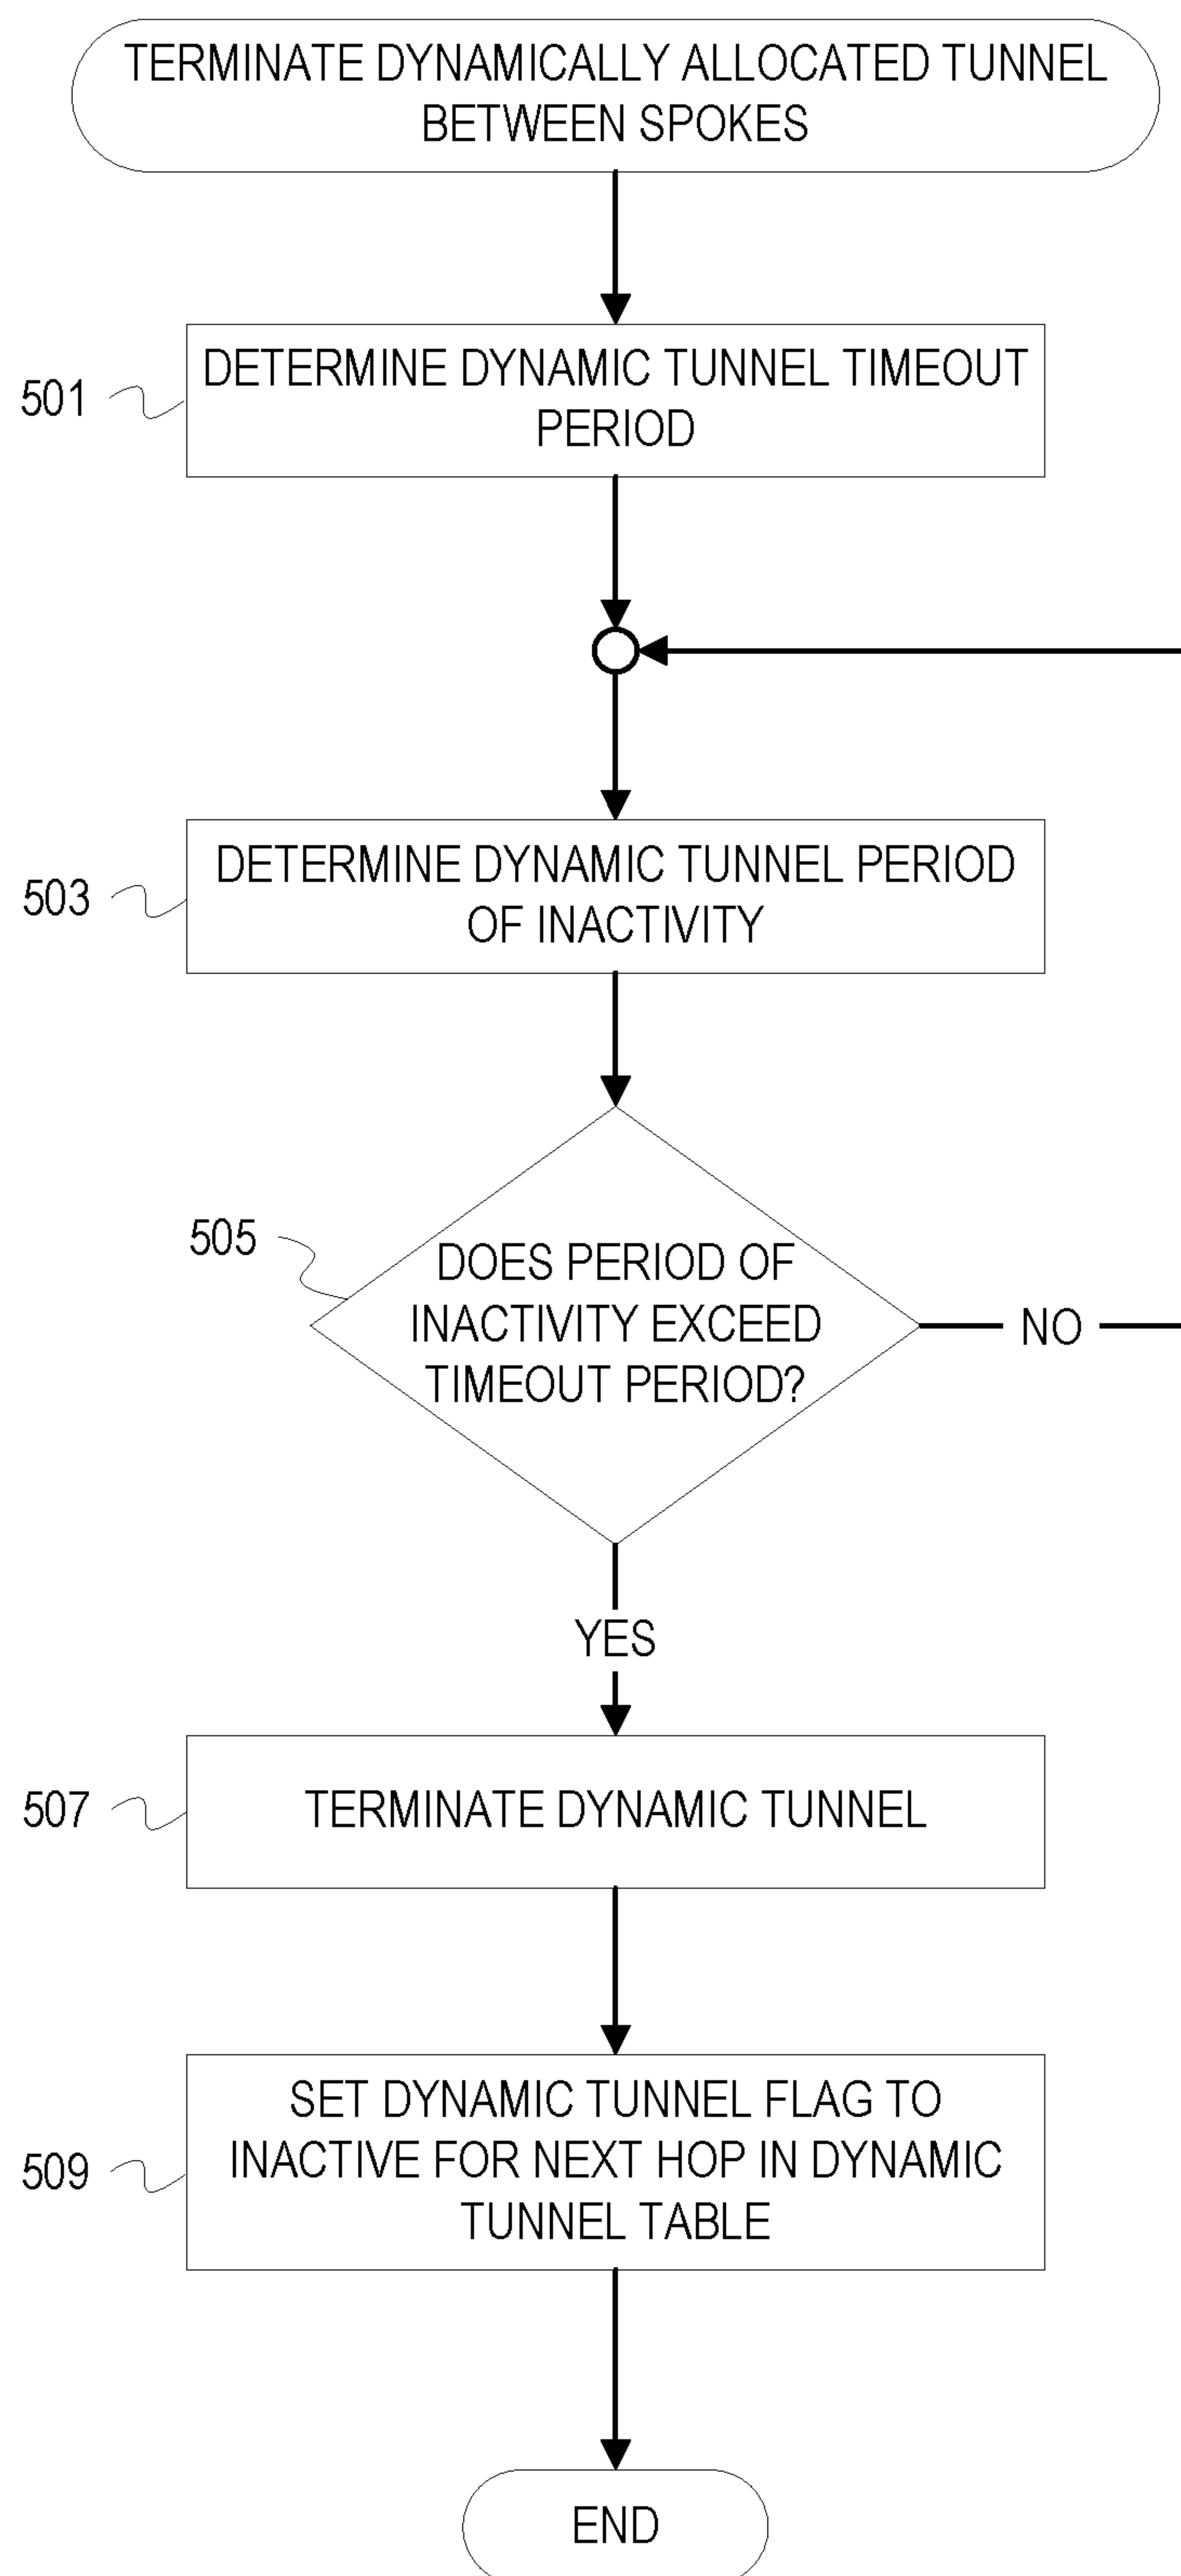 TERMINATE DYNAMICALLY ALLOCATED TUNNEL
BETWEEN SPOKES
501
DETERMINE DYNAMIC TUNNEL TIMEOUT
PERIOD
503
DETERMINE DYNAMIC TUNNEL PERIOD
OF INACTIVITY
505
DOES PERIOD OF
INACTIVITY EXCEED
TIMEOUT PERIOD?
NO
YES
507
TERMINATE DYNAMIC TUNNEL
509
SET DYNAMIC TUNNEL FLAG TO
INACTIVE FOR NEXT HOP IN DYNAMIC
TUNNEL TABLE
END